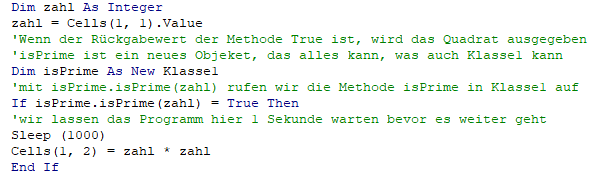 Dim zahl As Integer
zahl = Cells(1, 1).Value
'Wenn der Rückgabewert der Methode True ist, wird das Quadrat ausgegeben
'isPrime ist ein neues Objeket, das alles kann, was auch Klasse1 kann
Dim isPrime As New Klasse1
'mit isPrime.isPrime(zahl) rufen wir die Methode isPrime in Klasse1 auf
If isPrime.isPrime(zahl) = True Then
'wir lassen das Programm hier 1 Sekunde warten bevor es weiter geht
Sleep (1000)
Cells(1, 2) = zahl * zahl
End If